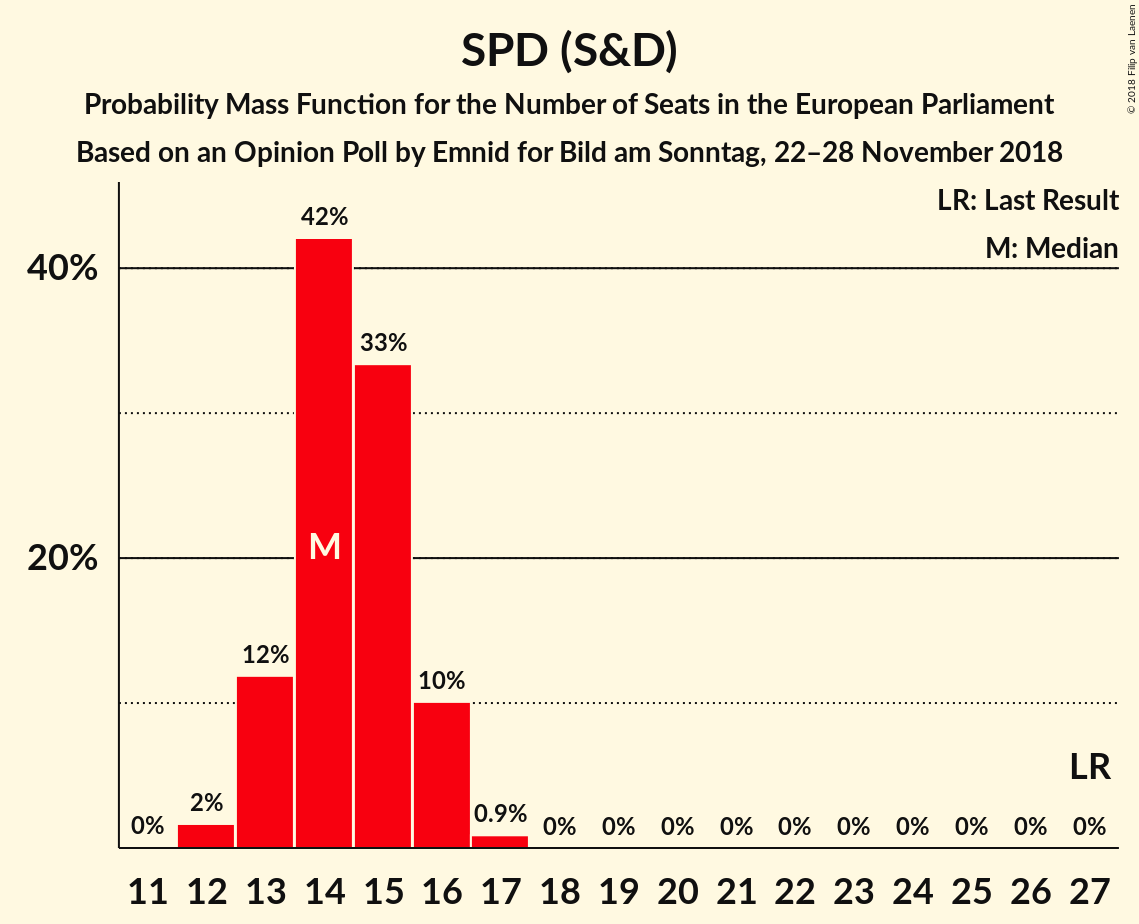 SPD (S&D)
Probability Mass Function for the Number of Seats in the European Parliament
Based on an Opinion Poll by Emnid for Bild am Sonntag, 22–28 November 2018
© 2018 Filip van Laenen
LR: Last Result
M: Median
40%
20%
0%
2%
12%
42%
33%
10%
0.9%
0%
0%
0%
0%
0%
0%
0%
0%
0%
0%
M
LR
11 12 13 14 15 16 17 18 19 20 21 22 23 24 25 26 27